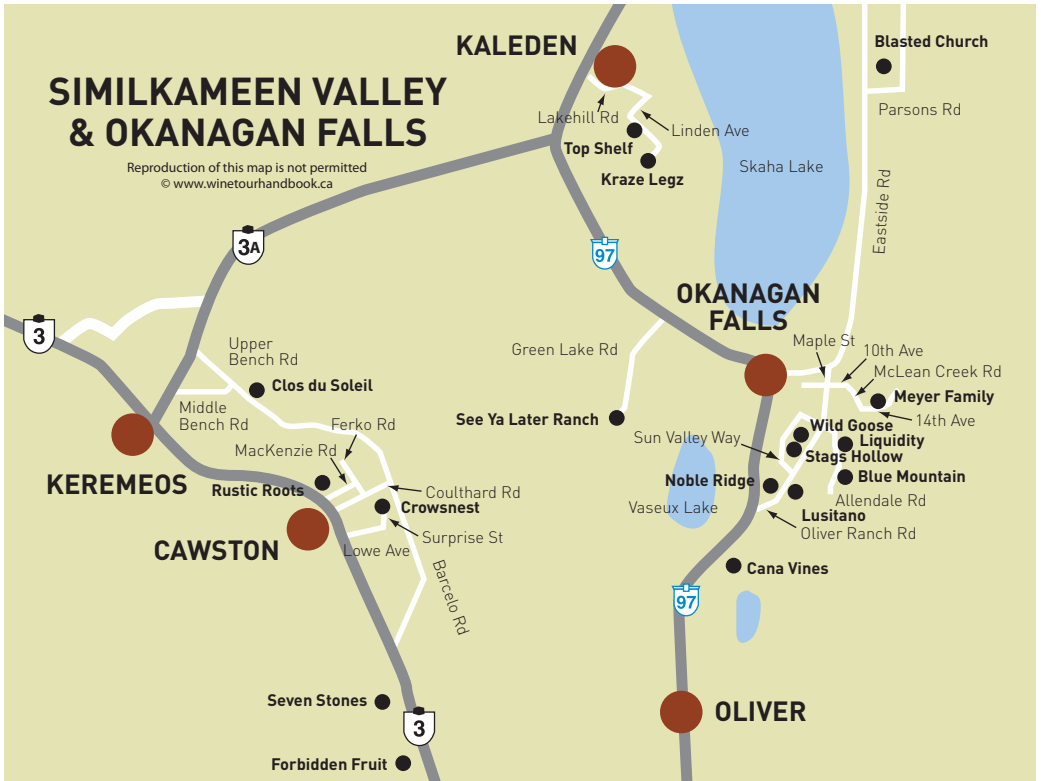 SIMILKAMEEN VALLEY
& OKANAGAN FALLS
Reproduction of this map is not permitted
© www.winetourhandbook.ca
KALEDEN
Blasted Church
Parsons Rd
Lakehill Rd
Linden Ave
Top Shelf
Kraze Legz
Skaha Lake
Eastside Rd
3A
97
3
OKANAGAN
FALLS
Maple St
10th Ave
McLean Creek Rd
Meyer Family
14th Ave
Green Lake Rd
See Ya Later Ranch
Upper
Bench Rd
Clos du Soleil
Middle
Bench Rd
Ferko Rd
MacKenzie Rd
KEREMEOS
Rustic Roots
Coulthard Rd
Crowsnest
Surprise St
CAWSTON
Lowe Ave
Barcelo Rd
Wild Goose
Sun Valley Way
Liquidity
Stags Hollow
Noble Ridge
Blue Mountain
Vaseux Lake
Allendale Rd
Lusitano
Oliver Ranch Rd
Cana Vines
97
OLIVER
Seven Stones
3
Forbidden Fruit